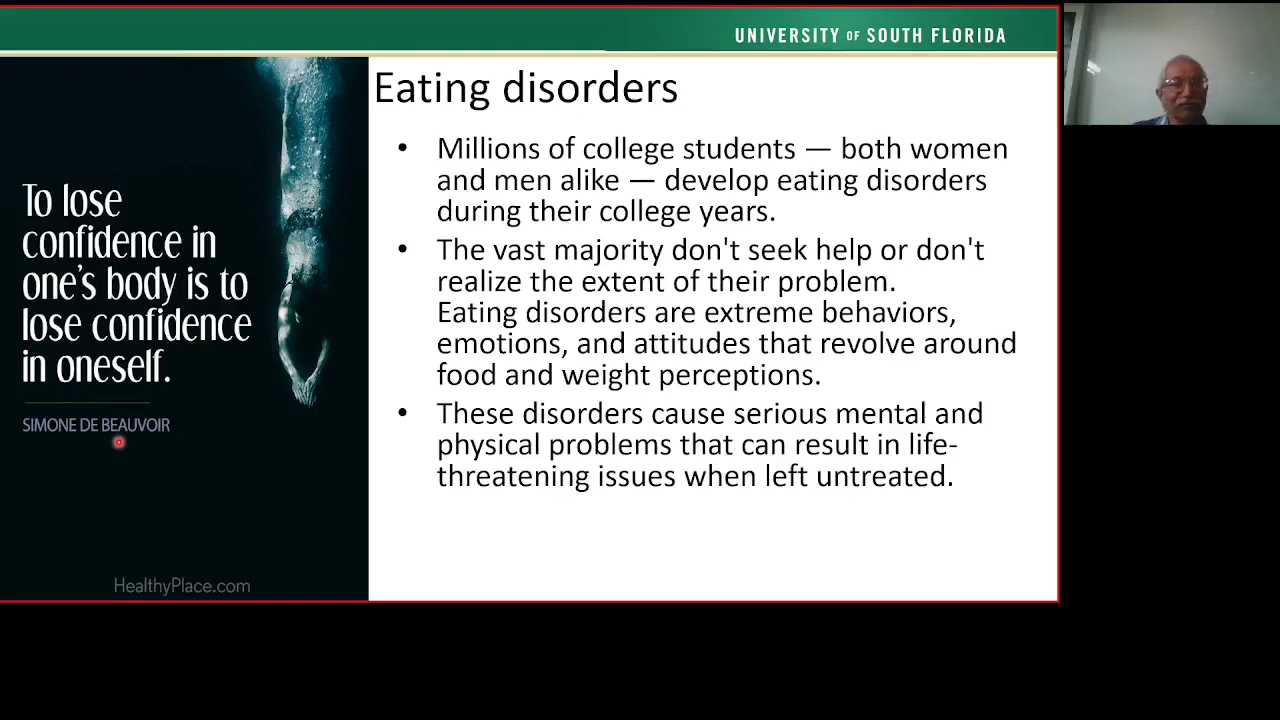 UNIVERSITY OF SOUTH FLORIDA
Eating disorders
• Millions of college students — both women
and men alike — develop eating disorders
during their college years.
• The vast majority don't seek help or don't
realize the extent of their problem.
Eating disorders are extreme behaviors,
emotions, and attitudes that revolve around
food and weight perceptions.
• These disorders cause serious mental and
physical problems that can result in life-
threatening issues when left untreated.
To lose
confidence in
one's body is to
lose confidence
in oneself.
SIMONE DE BEAUVOIR
HealthyPlace.com